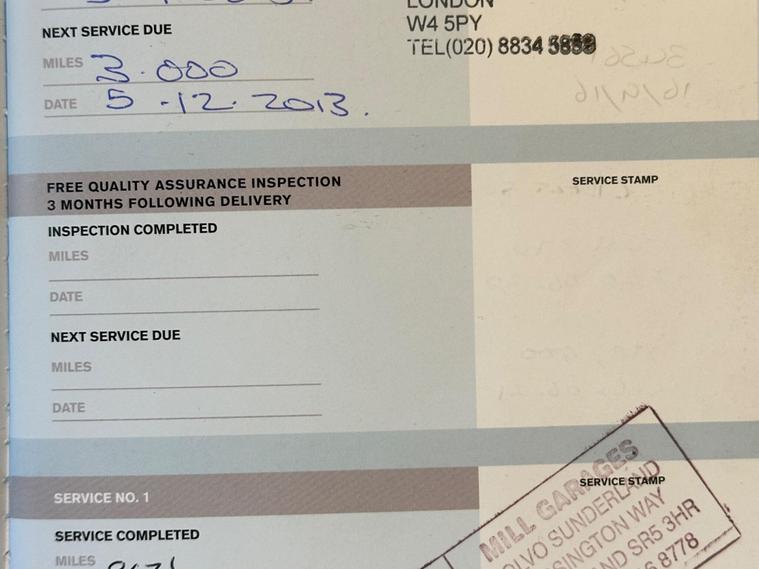 LONDON
W4 5PY
TEL(020) 8834
NEXT SERVICE DUE
MILES 3.000
DATE 5.12.2013.
FREE QUALITY ASSURANCE INSPECTION
3 MONTHS FOLLOWING DELIVERY
SERVICE STAMP
INSPECTION COMPLETED
MILES
DATE
NEXT SERVICE DUE
MILES
DATE
SERVICE NO. 1
SERVICE STAMP
SERVICE COMPLETED
MILES
MILL GARAGES
SUNDERLAND
WAY
SR5 3HR
8778